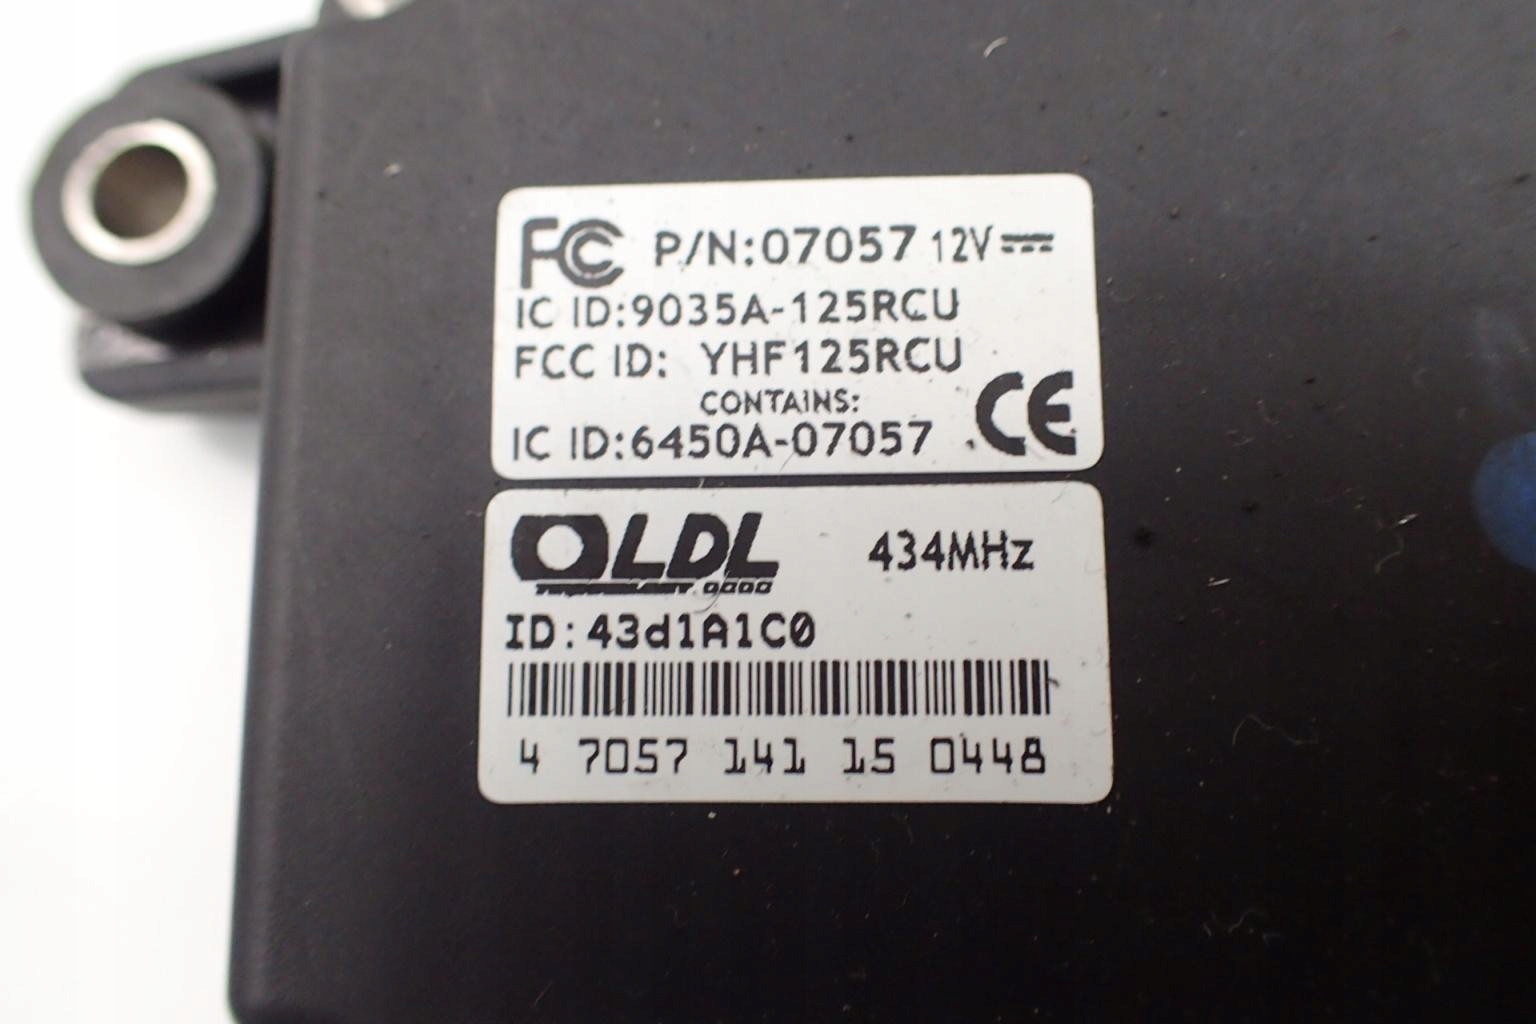 FC P/N:07057 12V
IC ID:9035A-125RCU
FCC ID: YHF125RCU
CONTAINS:
IC ID:6450A-07057 CE
LDL 434MHz
TECHNOLOGY
ID:43d1A1C0
4 7057 141 15 0448